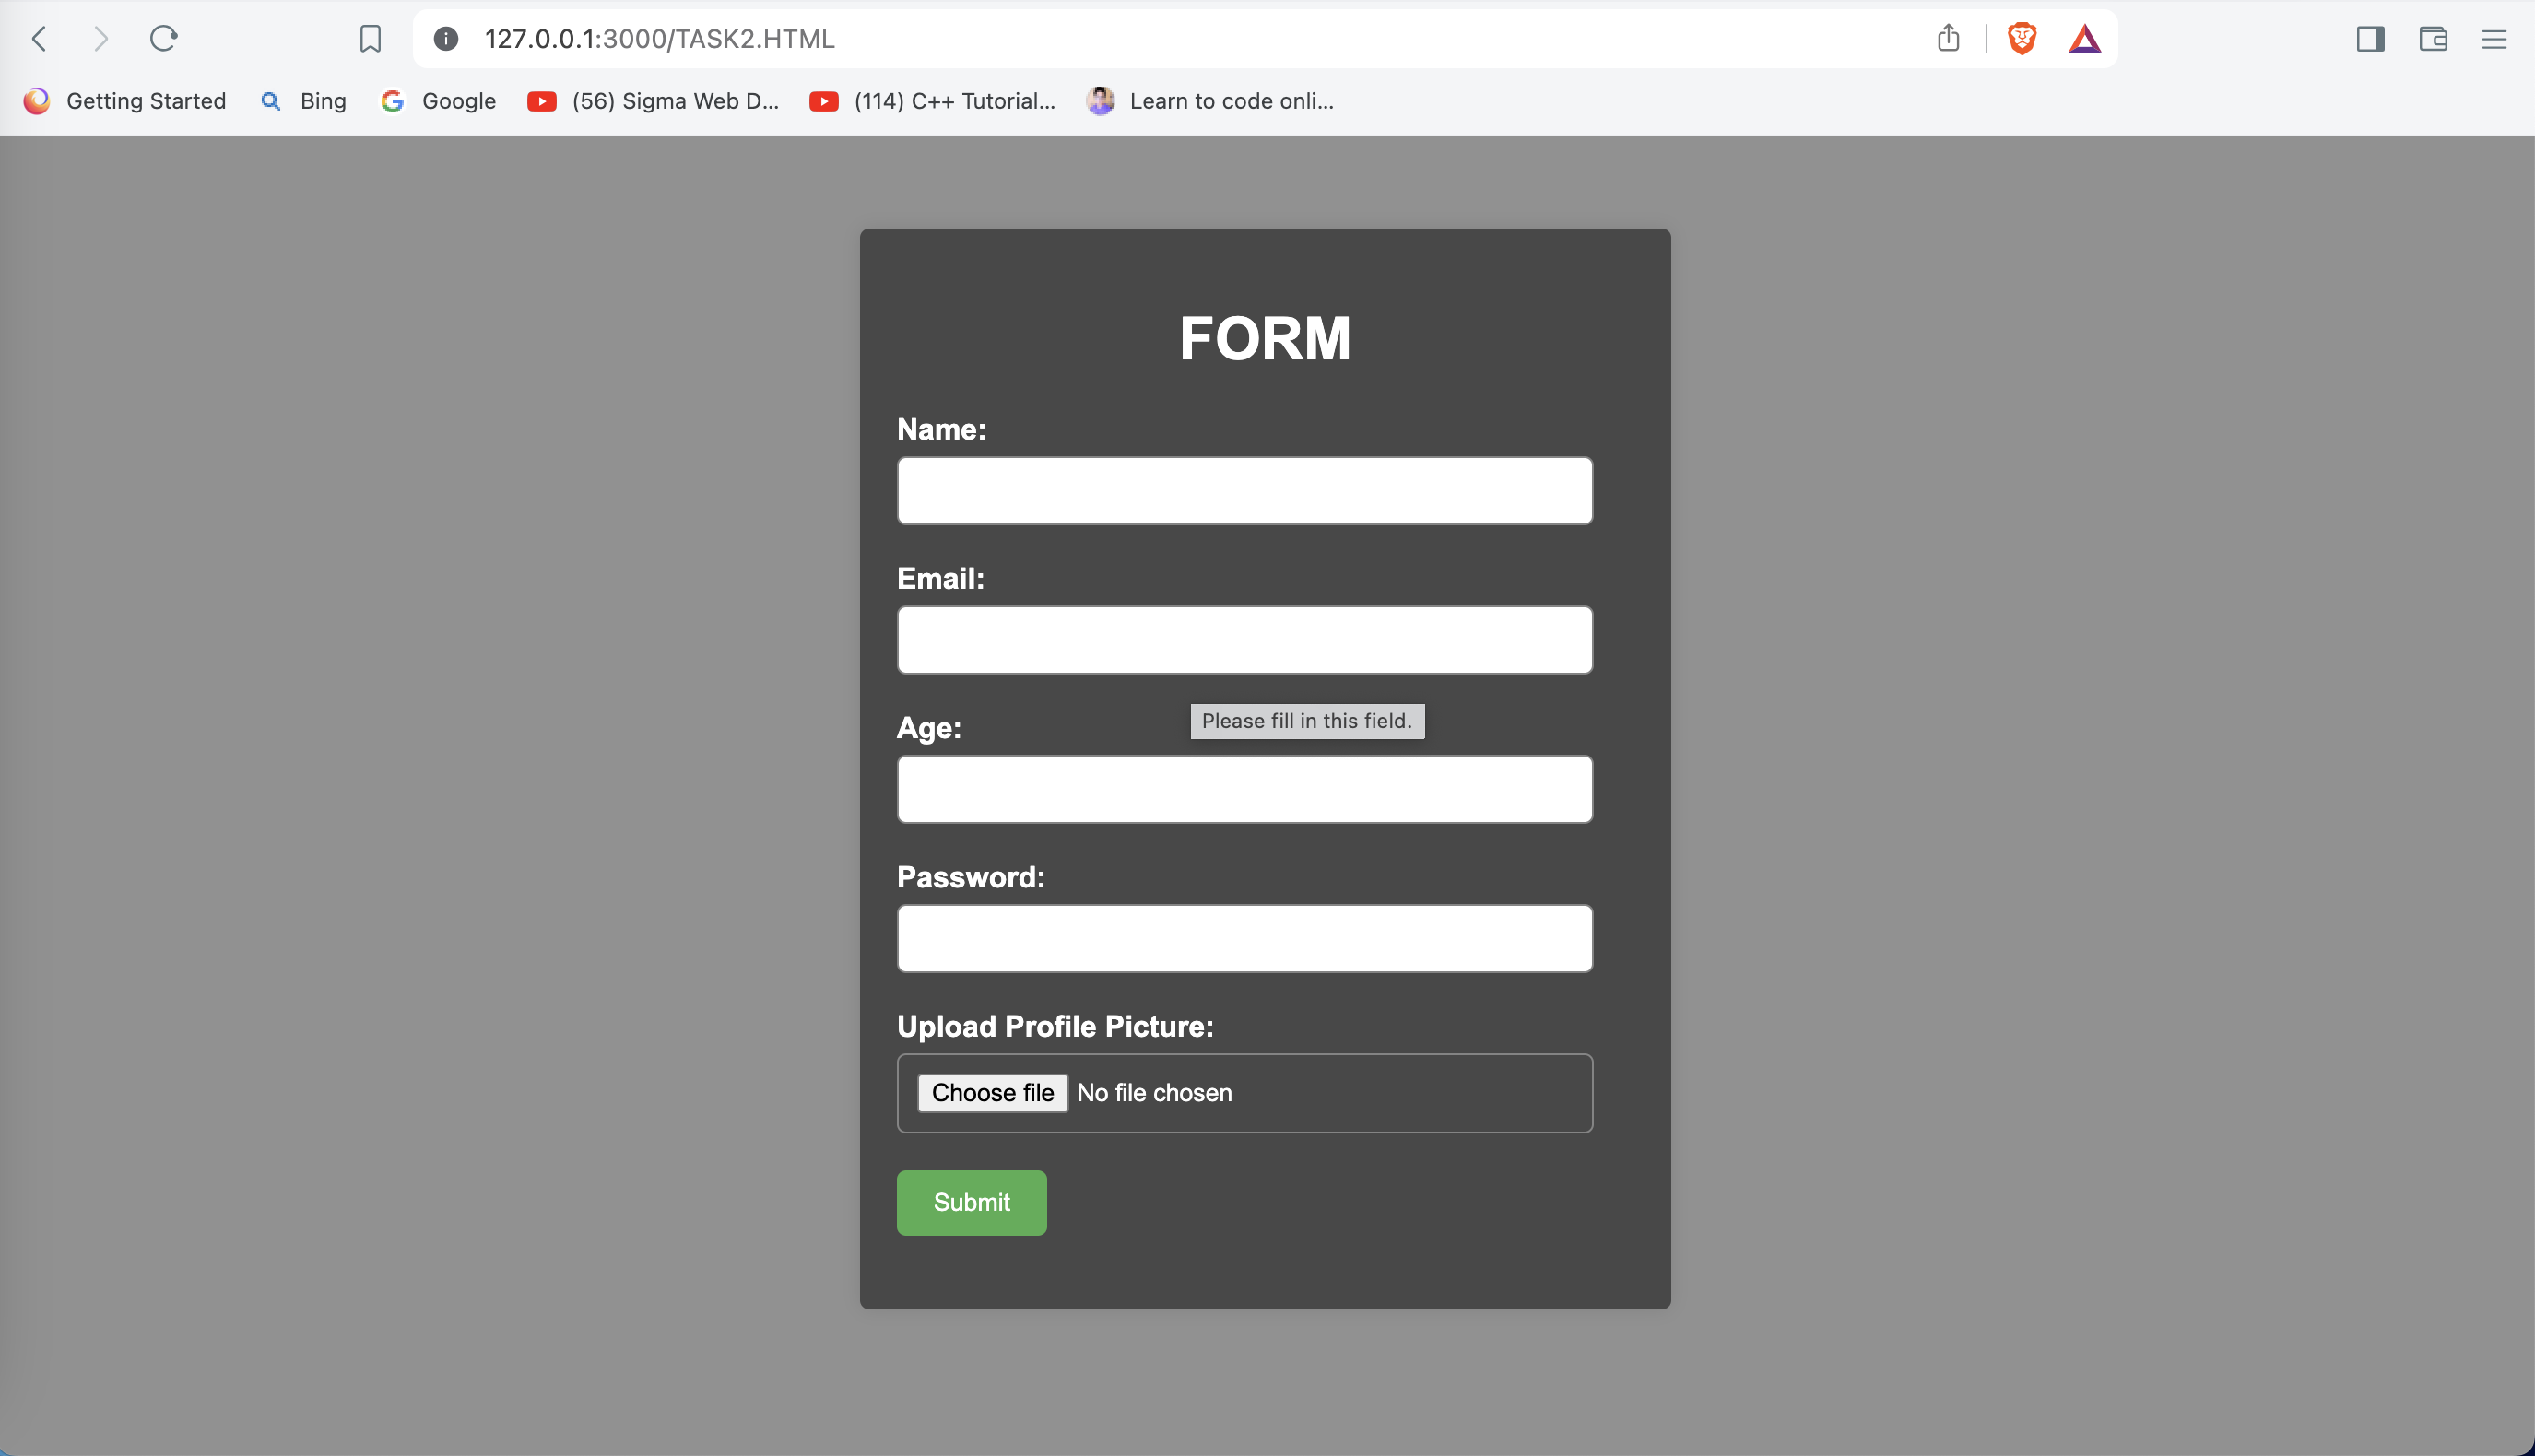 127.0.0.1:3000/TASK2.HTML
Getting Started Bing Google (56) Sigma Web D... (114) C++ Tutorial... Learn to code onli...
FORM
Name:
Email:
Please fill in this field.
Age:
Password:
Upload Profile Picture:
Choose file No file chosen
Submit